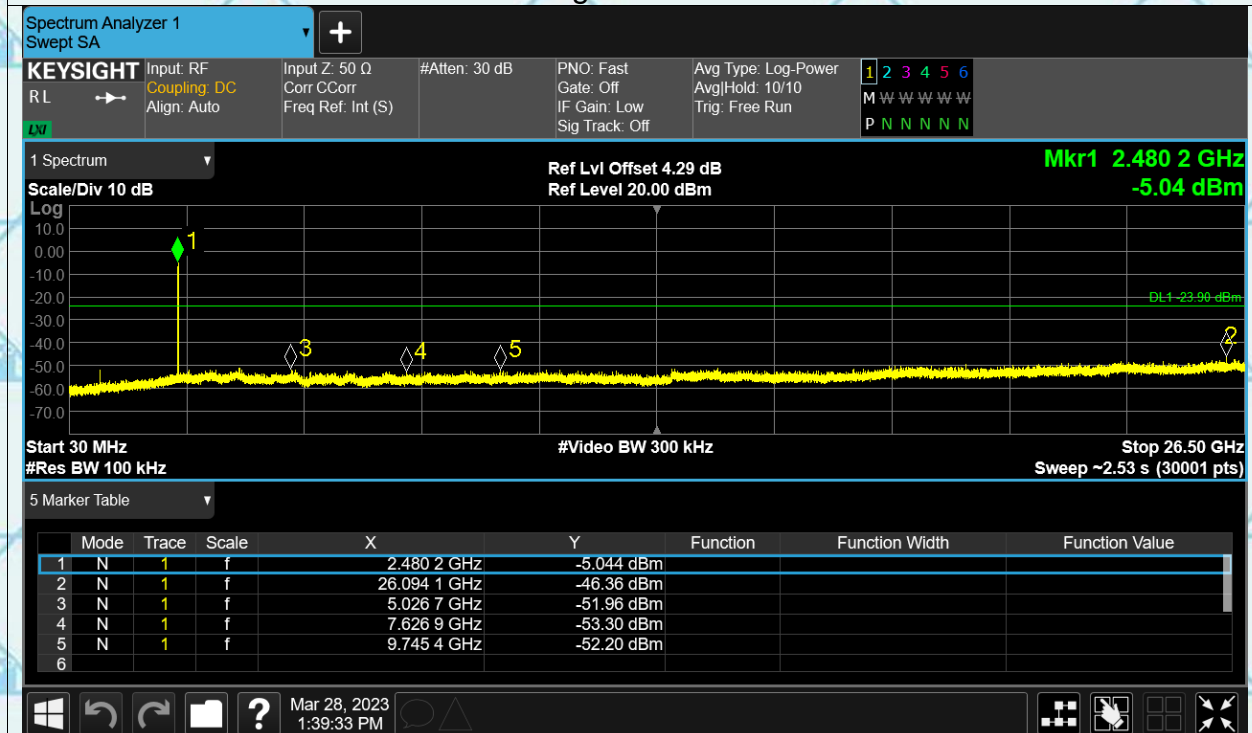 Spectrum Analyzer 1
Swept SA
+
KEYSIGHT Input: RF Input Z: 50 Ω #Atten: 30 dB PNO: Fast Avg Type: Log-Power 1 2 3 4 5 6
RL Coupling: DC Corr CCorr Gate: Off Avg|Hold: 10/10 M W W W W W
Align: Auto Freq Ref: Int (S) IF Gain: Low Trig: Free Run
LXI Sig Track: Off P N N N N N
1 Spectrum Ref Lvl Offset 4.29 dB Mkr1 2.480 2 GHz
Scale/Div 10 dB Ref Level 20.00 dBm -5.04 dBm
Log
10.0
1
0.00
-10.0
-20.0 DL1 -23.90 dBm
-30.0
-40.0 3 4 5 2
-50.0
-60.0
-70.0
Start 30 MHz #Video BW 300 kHz Stop 26.50 GHz
#Res BW 100 kHz Sweep ~2.53 s (30001 pts)
5 Marker Table
Mode Trace Scale X Y Function Function Width Function Value
1 N 1 f 2.480 2 GHz -5.044 dBm
2 N 1 f 26.094 1 GHz -46.36 dBm
3 N 1 f 5.026 7 GHz -51.96 dBm
4 N 1 f 7.626 9 GHz -53.30 dBm
5 N 1 f 9.745 4 GHz -52.20 dBm
6
? Mar 28, 2023
1:39:33 PM